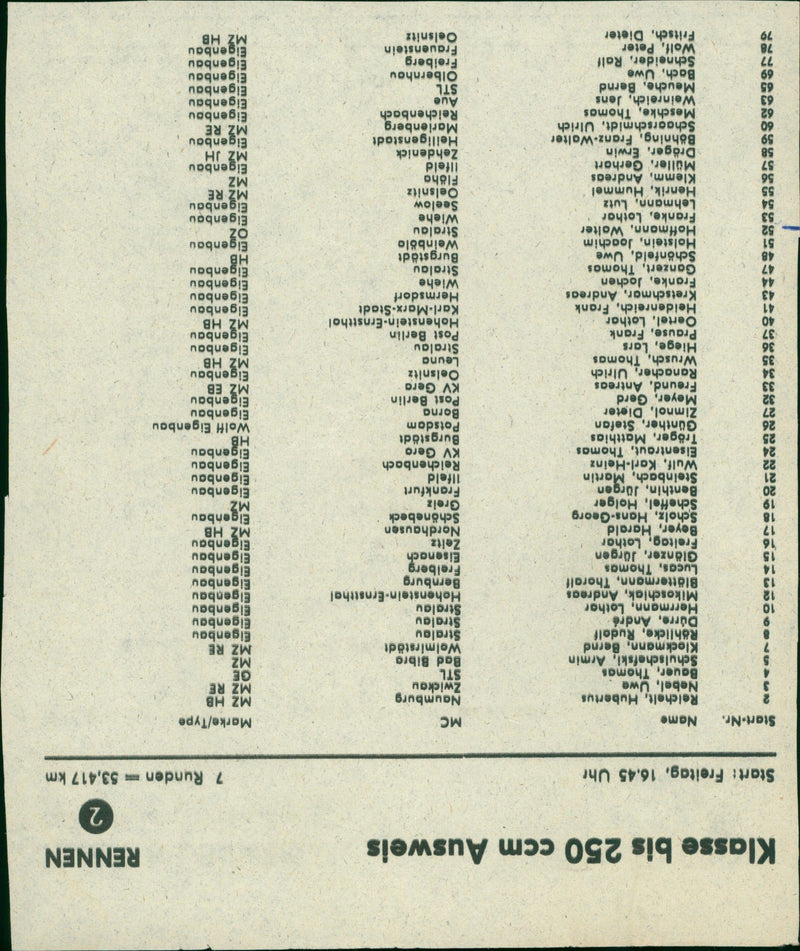 Klasse bis 250 ccm Ausweis RENNEN 2
Start: Freitag, 16.45 Uhr 7 Runden = 53,417 km
Start-Nr. Name MC Marke/Type
2 Reichelt, Hubertus Naumburg MZ HB
3 Nebel, Uwe Zwickau MZ RE
4 Bauer, Thomas STL GE
5 Schulschefski, Armin Bad Bibra MZ
7 Klockmann, Bernd Wolmirstädt MZ RE
8 Röhlicke, Rudolf Stralau Eigenbau
9 Dürre, André Stralau Eigenbau
10 Herrmann, Lothar Stralau Eigenbau
12 Mikoschiak, Andreas Hohenstein-Ernstthal Eigenbau
13 Blättermann, Thoralf Bernburg Eigenbau
14 Lucas, Thomas Freiberg Eigenbau
15 Glänzer, Jürgen Eisenach Eigenbau
16 Freitag, Lothar Zeitz Eigenbau
17 Beyer, Harald Nordhausen MZ HB
18 Scholz, Hans-Georg Schönebeck Eigenbau
19 Scheffel, Holger Greiz MZ
20 Benthin, Jürgen Frankfurt Eigenbau
21 Steinbach, Martin Ilfeld Eigenbau
22 Wulf, Karl-Heinz Reichenbach Eigenbau
24 Eisentraut, Thomas KV Gera Eigenbau
25 Träger, Matthias Burgstädt HB
26 Günther, Stefan Potsdam Wolff Eigenbau
27 Zimnol, Dieter Borna Eigenbau
32 Meyer, Gerd Post Berlin Eigenbau
33 Freund, Antreas KV Gera MZ EB
34 Ramacher, Ulrich Oelsnitz Eigenbau
35 Wrusch, Thomas Leuna MZ HB
36 Hiege, Lars Stralau Eigenbau
37 Pause, Frank Post Berlin Eigenbau
40 Oertel, Lothar Hohenstein-Ernstthal MZ HB
41 Heidenreich, Frank Karl-Marx-Stadt Eigenbau
43 Kretschmar, Andreas Hermsdorf Eigenbau
44 Franke, Jochen Wiehe Eigenbau
47 Ganzert, Thomas Stralau Eigenbau
48 Schönfeld, Uwe Burgstädt HB
51 Holstein, Joachim Weinböla Eigenbau
52 Hoffmann, Walter Stralau OZ
53 Franke, Lothar Wiehe Eigenbau
54 Lehmann, Lutz Seelow Eigenbau
55 Henrik, Hummel Oelsnitz MZ RE
56 Klemm, Andreas Flöha MZ
57 Müller, Gerhart Ilfeld Eigenbau
58 Dräger, Erwin Zehdenick MZ JH
59 Böhning, Franz-Walter Heiligenstadt Eigenbau
60 Schaarschmidt, Ulrich Marienberg MZ RE
62 Meschke, Thomas Reichenbach Eigenbau
63 Weinreich, Jens Aue Eigenbau
65 Meuche, Bernd STL Eigenbau
69 Bach, Uwe Olbernhau Eigenbau
77 Schneider, Ralf Freiberg Eigenbau
78 Wolf, Peter Frauenstein Eigenbau
79 Fritsch, Dieter Oelsnitz MZ HB